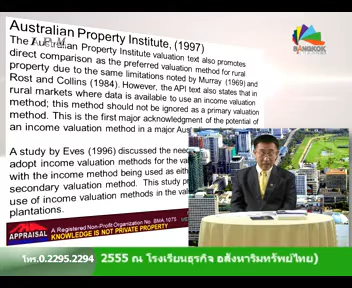 Australian Property Institute, (1997)
The Australian Property Institute valuation text also promotes
direct comparison as the preferred valuation method for rural
property due to the same limitations noted by Murray (1969) and
Rost and Collins (1984). However, the API text also states that in
rural markets where data is available to use an income valuation
method; this method should not be ignored as a primary valuation
method. This is the first major acknowledgment of the potential of
an income valuation method in a major Aus
A study by Eves (1996) discussed the nee
adopt income valuation methods for the val
with the income method being used as eith
secondary valuation method. This study p
use of income valuation methods in the val
plantations.
BANGKOK
APPRAISAL
A Registered Non-Profit Organization No. BMA 1075
KNOWLEDGE IS NOT PRIVATE PROPERTY
โทร.0.2295.2294
2555 ณ โรงเรียนธุรกิจ อสังหาริมทรัพย์ไทย)